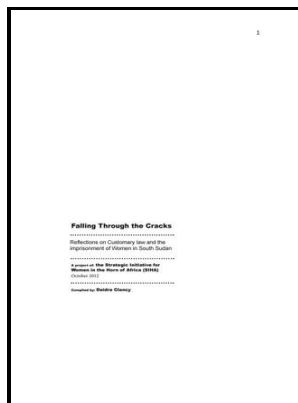 1
Falling Through the Cracks
Reflections on Customary law and the
Imprisonment of Women in South Sudan
A project of: the Strategic Initiative for
Women in the Horn of Africa (SIHA)
October 2012
Compiled by: Deirdre Clancy